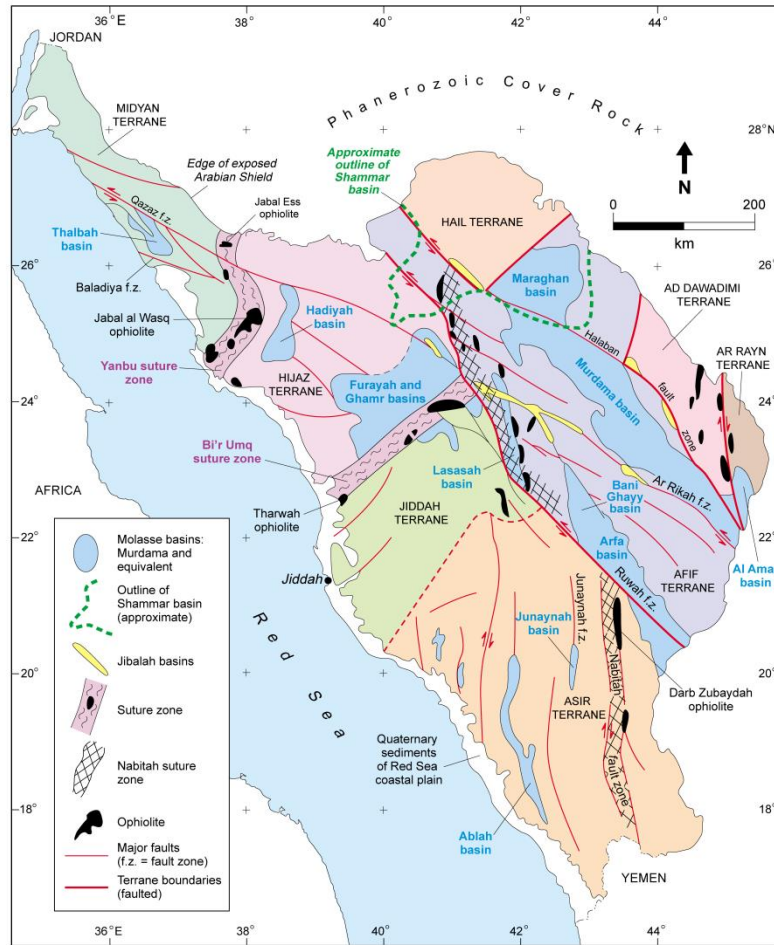 36°E
38
40
42
44
JORDAN
Phanerozoic Cover Rock
28°
28°N
MIDYAN
TERRANE
Edge of exposed
Arabian Shield
Approximate
outline of
Shammar
basin
N
Qazaz f.z.
Jabal Ess
ophiolite
HAIL TERRANE
0
200
km
Thalbah
basin
26°
26°
Baladiya f.z.
Maraghan
basin
AD DAWADIMI
TERRANE
Hadiyah
basin
Jabal al Wasq
ophiolite
Halaban
fault
zone
AR RAYN
TERRANE
Yanbu suture
zone
HIJAZ
TERRANE
Furayah and
Ghamr basins
Murdama basin
24°
24°
Bi'r Umq
suture zone
Lasasah
basin
Ar Rikah f.z.
AFRICA
Tharwah
ophiolite
JIDDAH
TERRANE
Bani
Ghayy
basin
22°
22°
Arfa
basin
Al Amar
basin
Jiddah
Ruwah f.z.
AFIF
TERRANE
Red Sea
Junaynah
basin
Junaynah f.z.
Nabitah
fault zone
20°
20°
ASIR
TERRANE
Darb Zubaydah
ophiolite
Quaternary
sediments
of Red Sea
coastal plain
18°
18°
Ablah
basin
YEMEN
Molasse basins:
Murdama and
equivalent
Outline of
Shammar basin
(approximate)
Jibalah basins
Suture zone
Nabitah suture
zone
Ophiolite
Major faults
(f.z. = fault zone)
Terrane boundaries
(faulted)
36°E
38
40
42
44